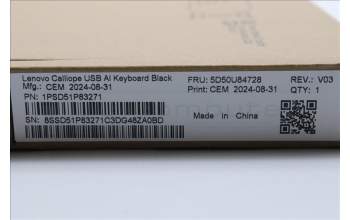 Lenovo Calliope USB AI Keyboard Black
Mfg.: CEM 2024-08-31
PN: 1PSD51P83271
SN: 8SSD51P83271C3DG48ZA0BD
FRU: 5D50U84728
Print: CEM 2024-08-31
Made in China
REV.: V03
QTY: 1